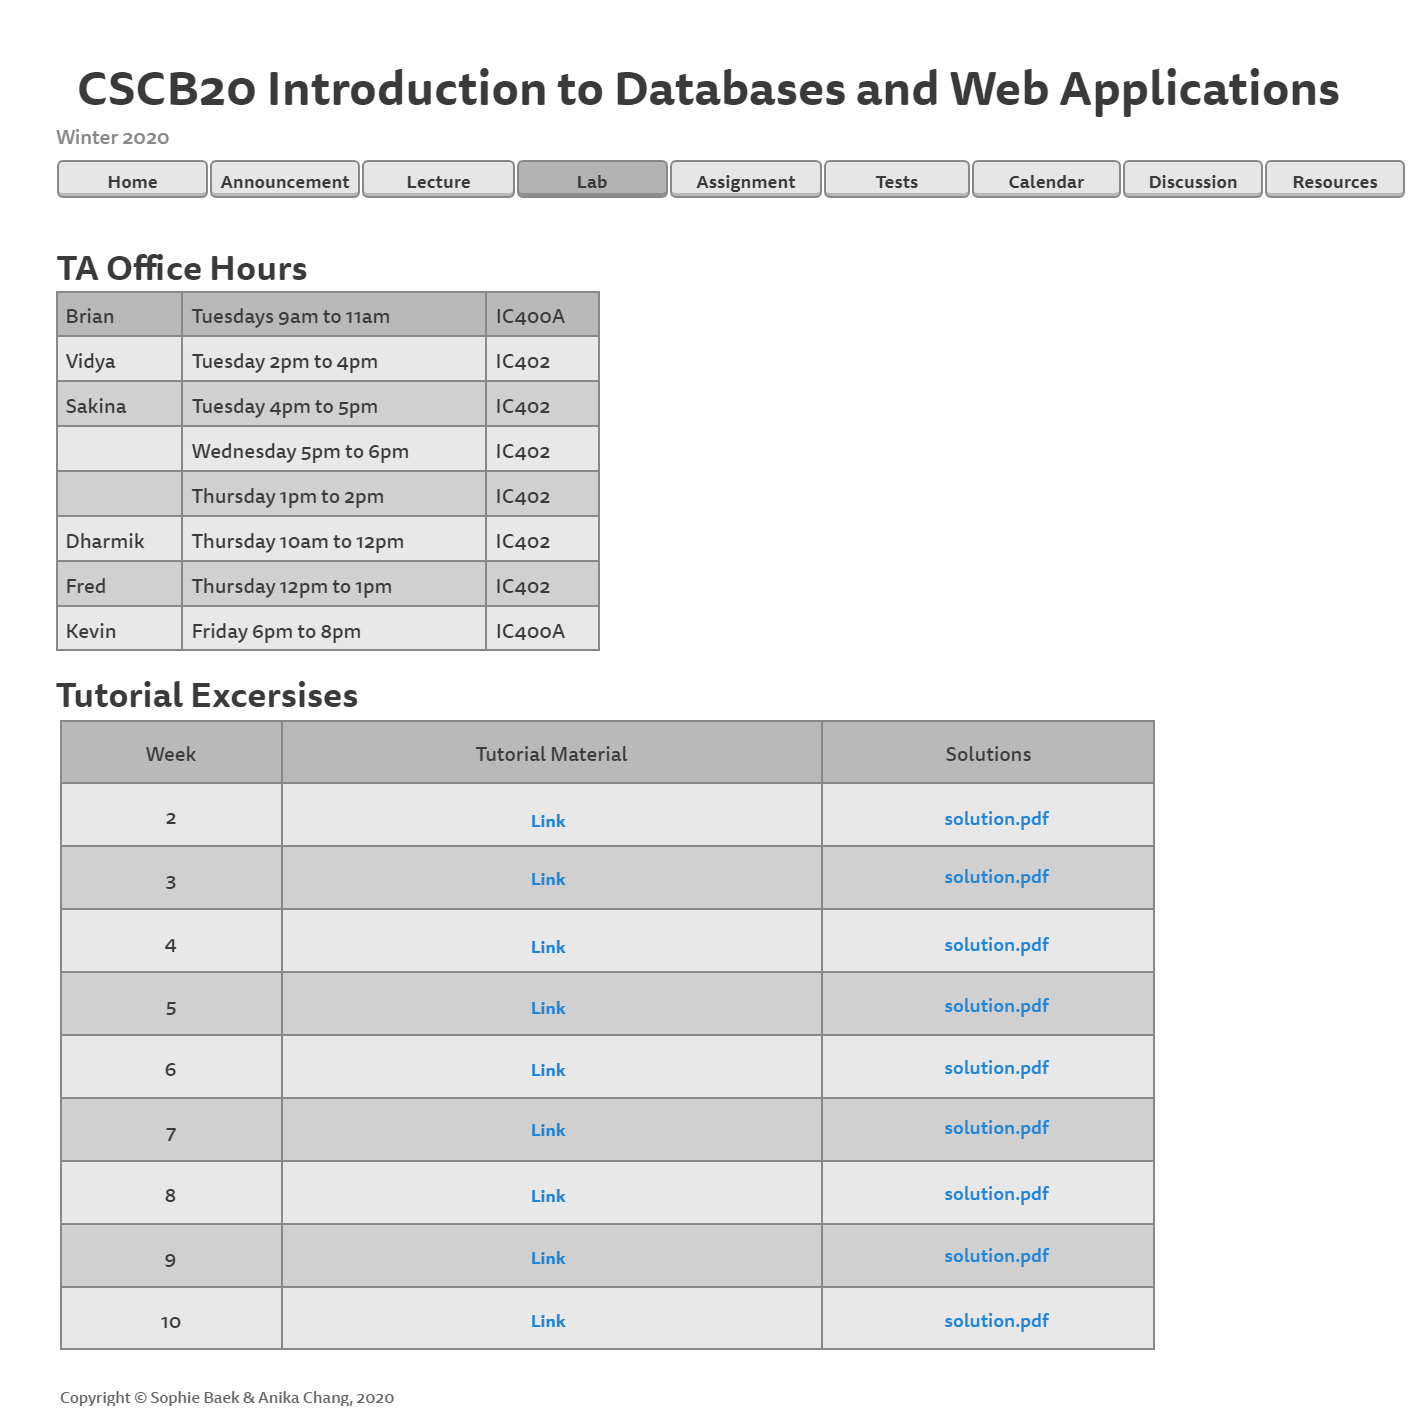 CSCB20 Introduction to Databases and Web Applications
Winter 2020
Home Announcement Lecture Lab Assignment Tests Calendar Discussion Resources
TA Office Hours
Brian Tuesdays 9am to 11am IC400A
Vidya Tuesday 2pm to 4pm IC402
Sakina Tuesday 4pm to 5pm IC402
Wednesday 5pm to 6pm IC402
Thursday 1pm to 2pm IC402
Dharmik Thursday 10am to 12pm IC402
Fred Thursday 12pm to 1pm IC402
Kevin Friday 6pm to 8pm IC400A
Tutorial Excersises
Week Tutorial Material Solutions
2 Link solution.pdf
3 Link solution.pdf
4 Link solution.pdf
5 Link solution.pdf
6 Link solution.pdf
7 Link solution.pdf
8 Link solution.pdf
9 Link solution.pdf
10 Link solution.pdf
Copyright © Sophie Baek & Anika Chang, 2020